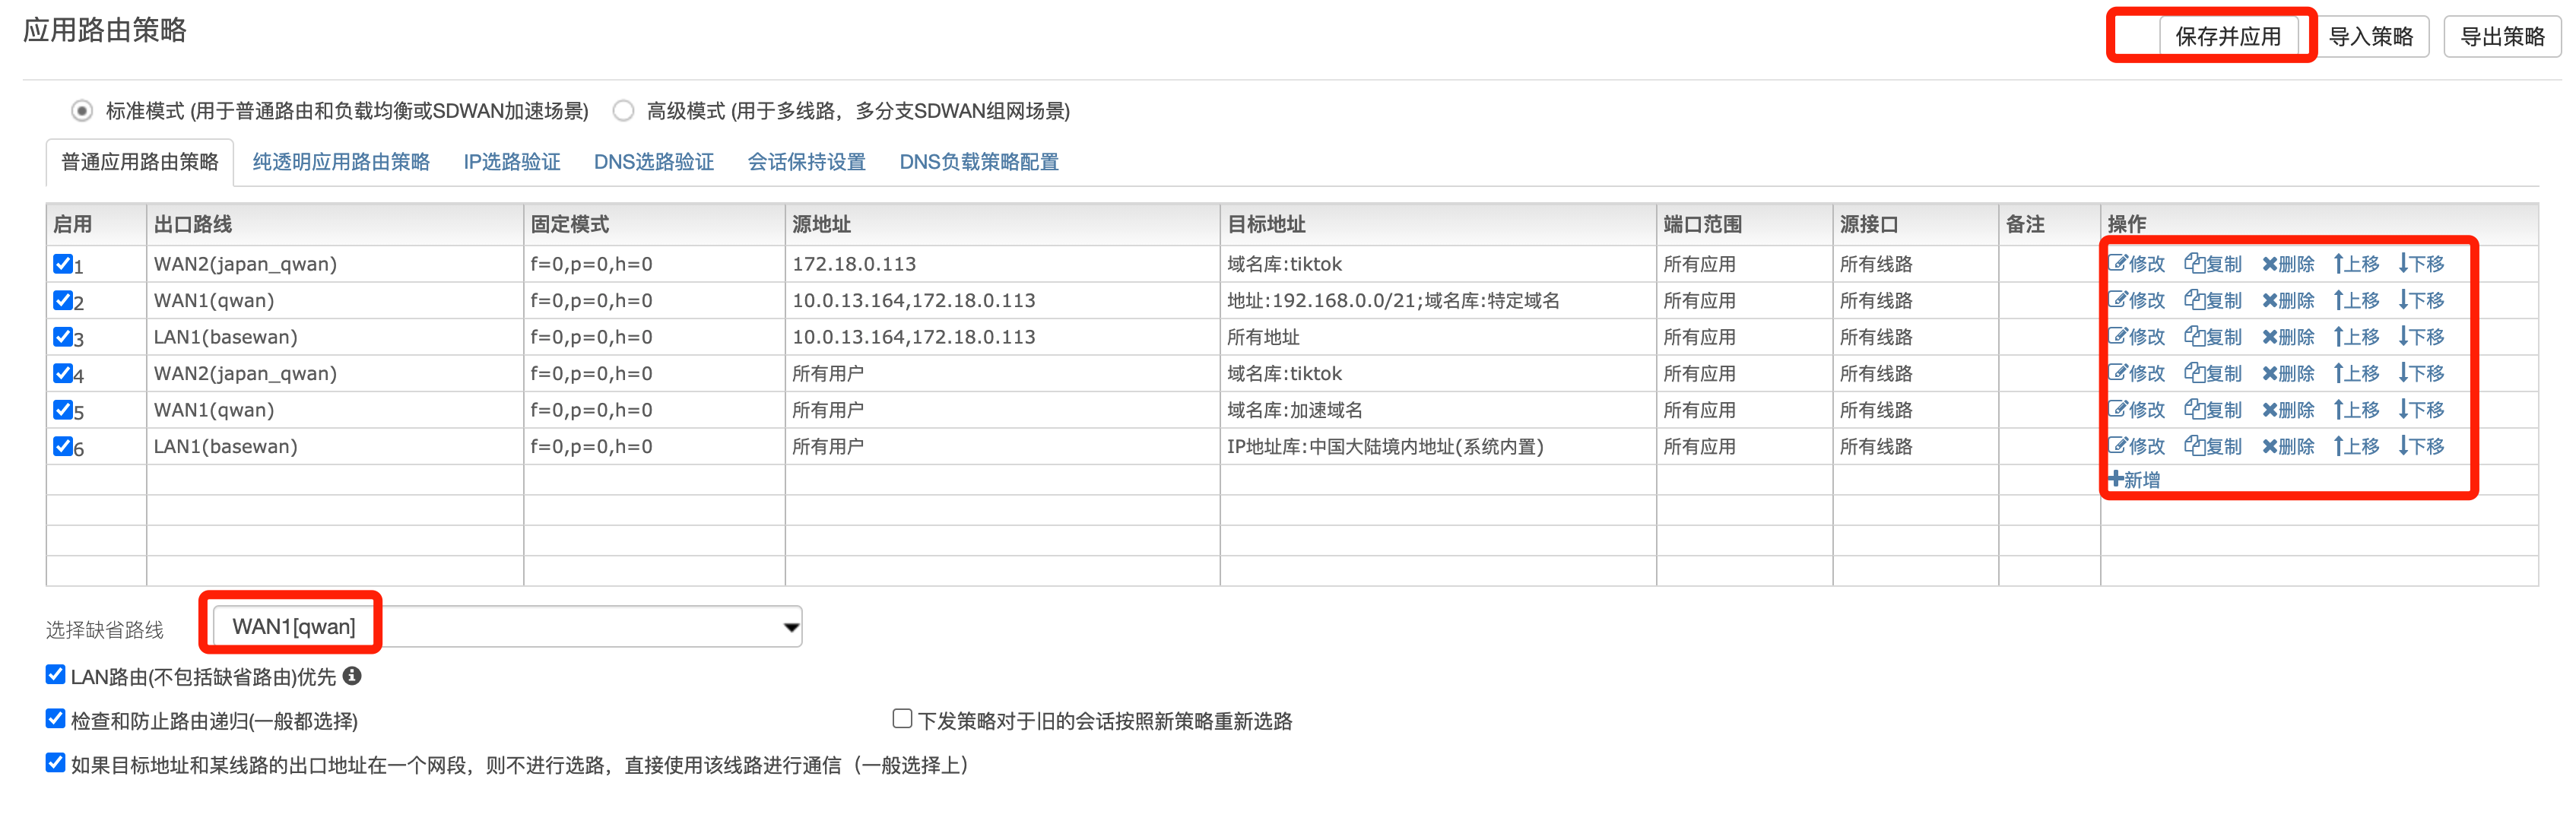 应用路由策略
保存并应用 导入策略 导出策略
标准模式 (用于普通路由和负载均衡或SDWAN加速场景) 高级模式 (用于多线路，多分支SDWAN组网场景)
普通应用路由策略 纯透明应用路由策略 IP选路验证 DNS选路验证 会话保持设置 DNS负载策略配置
启用 出口路线 固定模式 源地址 目标地址 端口范围 源接口 备注 操作
1 WAN2(japan_qwan) f=0,p=0,h=0 172.18.0.113 域名库:tiktok 所有应用 所有线路 修改 复制 删除 上移 下移
2 WAN1(qwan) f=0,p=0,h=0 10.0.13.164,172.18.0.113 地址:192.168.0.0/21;域名库:特定域名 所有应用 所有线路 修改 复制 删除 上移 下移
3 LAN1(basewan) f=0,p=0,h=0 10.0.13.164,172.18.0.113 所有地址 所有应用 所有线路 修改 复制 删除 上移 下移
4 WAN2(japan_qwan) f=0,p=0,h=0 所有用户 域名库:tiktok 所有应用 所有线路 修改 复制 删除 上移 下移
5 WAN1(qwan) f=0,p=0,h=0 所有用户 域名库:加速域名 所有应用 所有线路 修改 复制 删除 上移 下移
6 LAN1(basewan) f=0,p=0,h=0 所有用户 IP地址库:中国大陆境内地址(系统内置) 所有应用 所有线路 修改 复制 删除 上移 下移
新增
选择缺省路线 WAN1[qwan]
LAN路由(不包括缺省路由)优先
检查和防止路由递归(一般都选择) 下发策略对于旧的会话按照新策略重新选路
如果目标地址和某线路的出口地址在一个网段，则不进行选路，直接使用该线路进行通信（一般选择上）